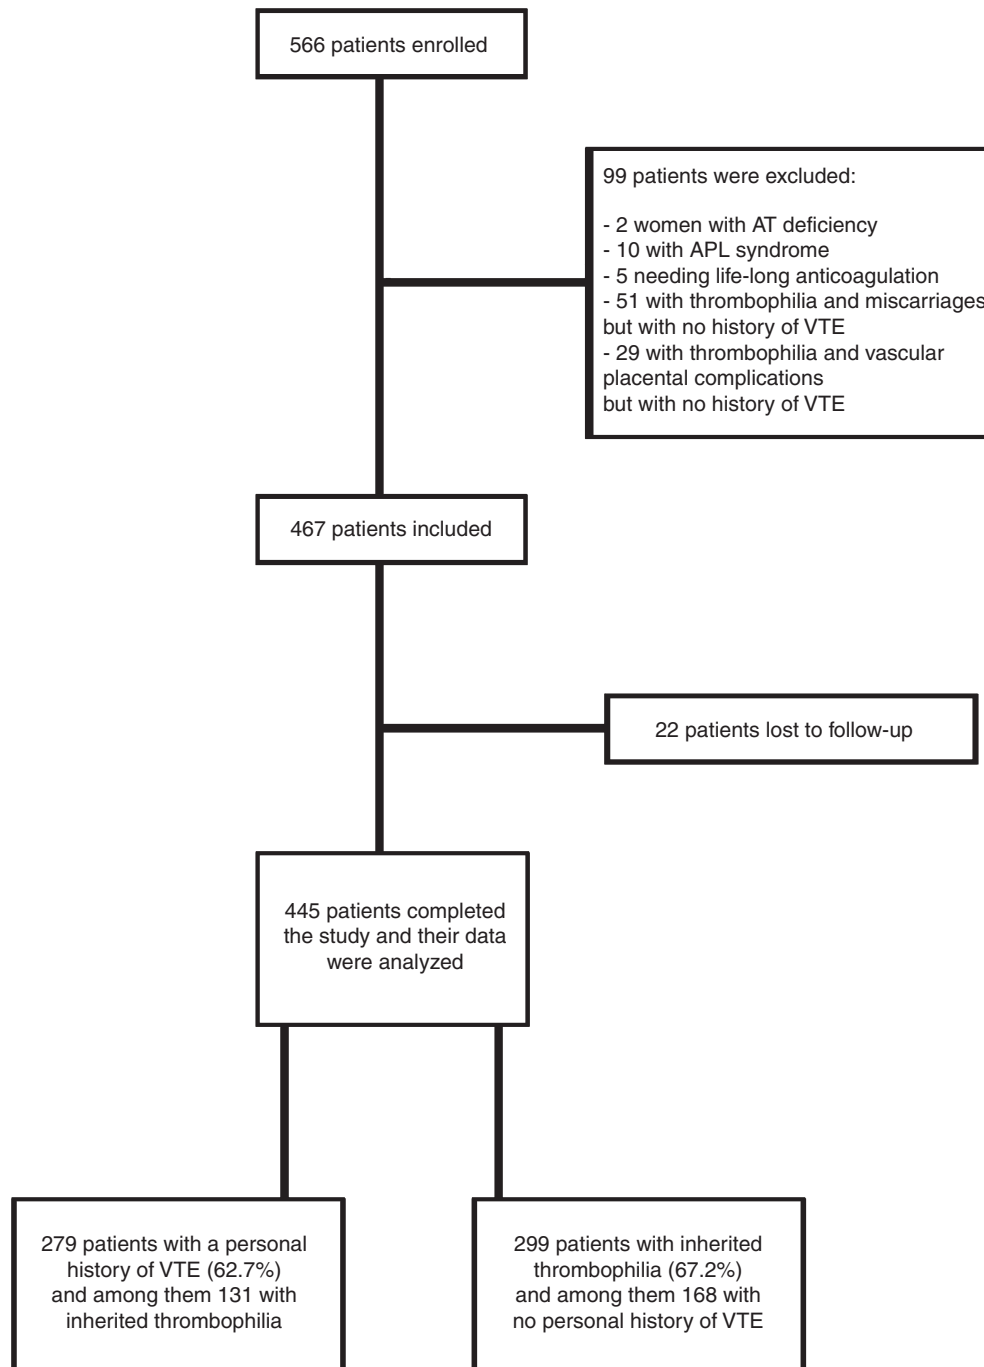 566 patients enrolled
99 patients were excluded:
- 2 women with AT deficiency
- 10 with APL syndrome
- 5 needing life-long anticoagulation
- 51 with thrombophilia and miscarriages
but with no history of VTE
- 29 with thrombophilia and vascular
placental complications
but with no history of VTE
467 patients included
22 patients lost to follow-up
445 patients completed
the study and their data
were analyzed
279 patients with a personal
history of VTE (62.7%)
and among them 131 with
inherited thrombophilia
299 patients with inherited
thrombophilia (67.2%)
and among them 168 with
no personal history of VTE